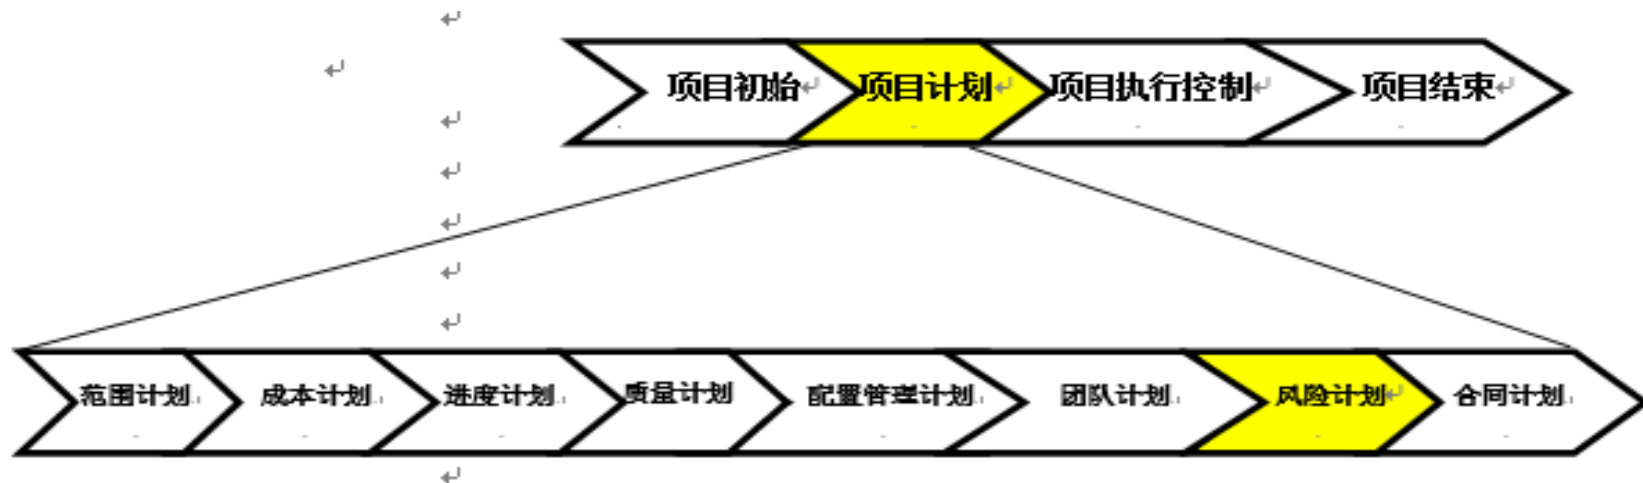 项目初始 项目计划 项目执行控制 项目结束
范围计划 成本计划 进度计划 质量计划 配置管理计划 团队计划 风险计划 合同计划